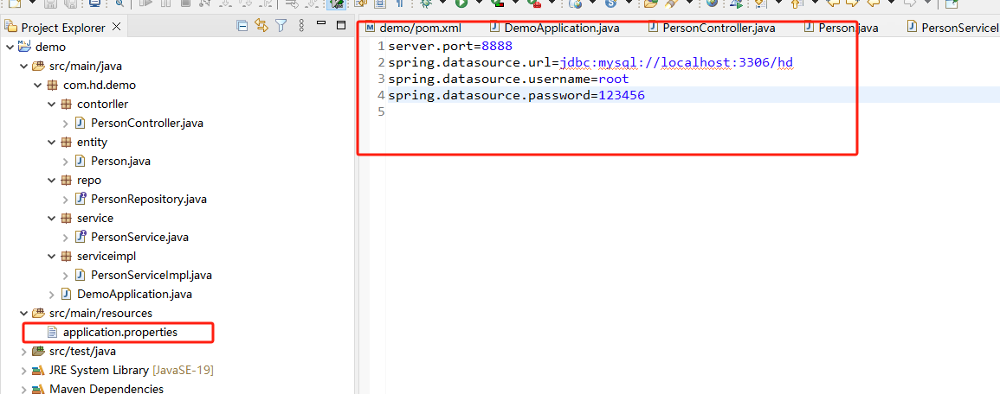 Project Explorer
demo
src/main/java
com.hd.demo
contorller
PersonController.java
entity
Person.java
repo
PersonRepository.java
service
PersonService.java
serviceimpl
PersonServiceImpl.java
DemoApplication.java
src/main/resources
application.properties
src/test/java
JRE System Library [JavaSE-19]
Maven Dependencies
demo/pom.xml DemoApplication.java PersonController.java Person.java PersonServiceI
1 server.port=8888
2 spring.datasource.url=jdbc:mysql://localhost:3306/hd
3 spring.datasource.username=root
4 spring.datasource.password=123456
5